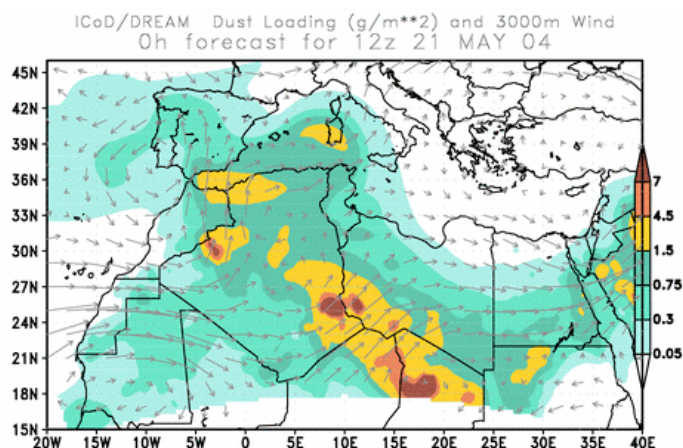 ICoD/DREAM Dust Loading (g/m**2) and 3000m Wind
0h forecast for 12z 21 MAY 04
45N
42N
39N
36N
33N
30N
27N
24N
21N
18N
15N
20W 15W 10W 5W 0 5E 10E 15E 20E 25E 30E 35E 40E
7
4.5
1.5
0.75
0.3
0.05